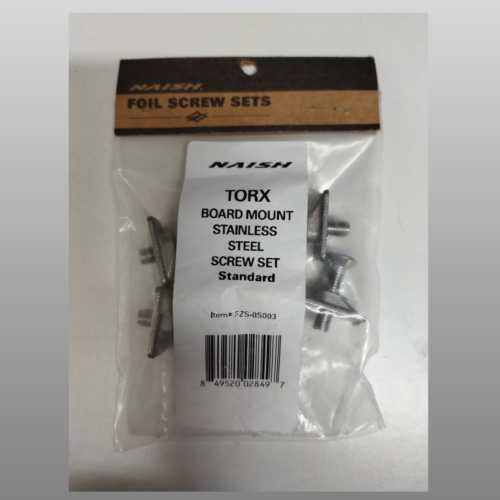 NAISH
FOIL SCREW SETS
NAISH
TORX
BOARD MOUNT
STAINLESS
STEEL
SCREW SET
Standard
Item#:FZS-0S003
8 49520 02849 7